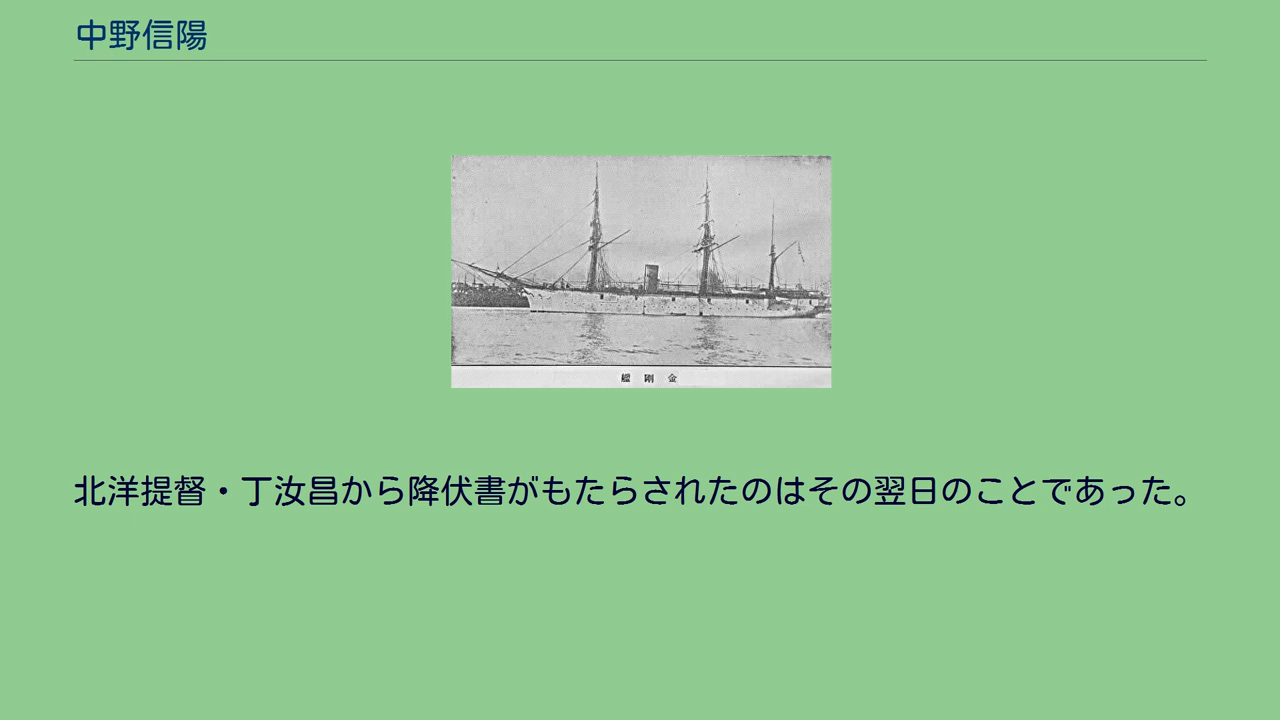 中野信陽
艦剛金
北洋提督・丁汝昌から降伏書がもたらされたのはその翌日のことであった。